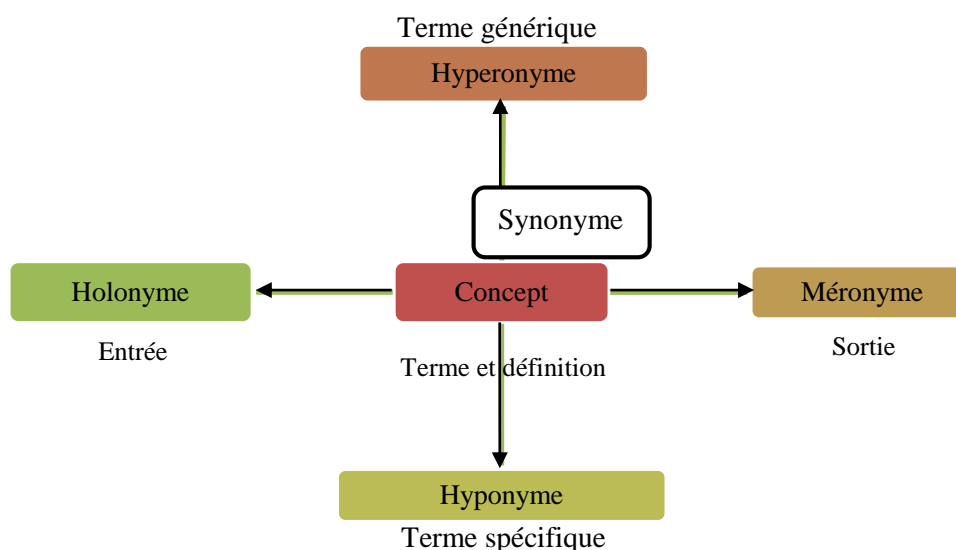 Terme générique
Hyperonyme
Synonyme
Holonyme
Concept
Méronyme
Entrée
Sortie
Terme et définition
Hyponyme
Terme spécifique